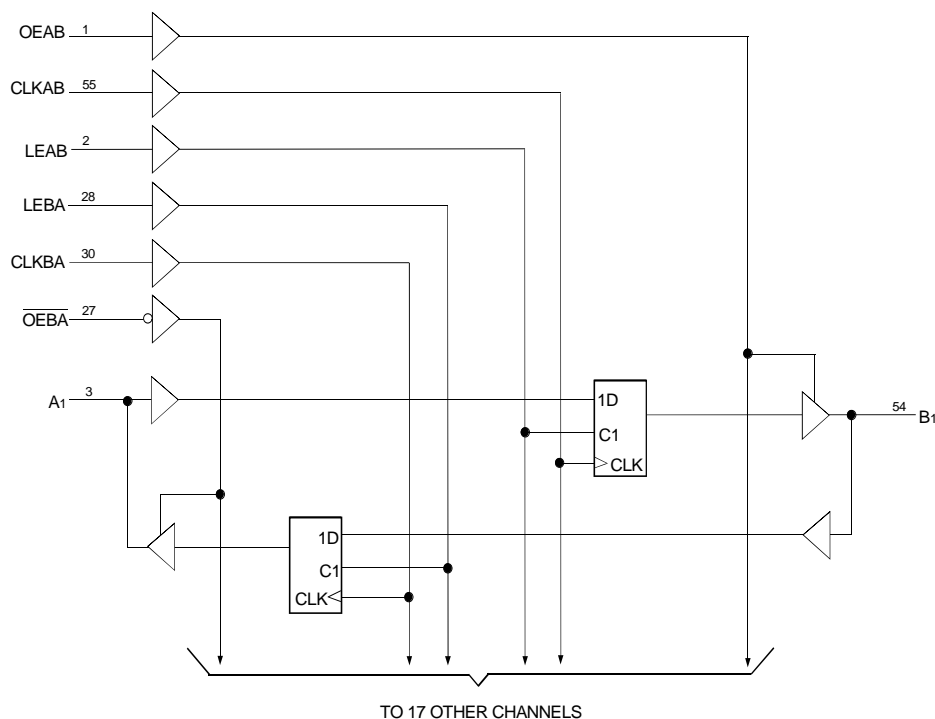 OEAB 1
CLKAB 55
LEAB 2
LEBA 28
CLKBA 30
OEBA 27
A1 3
1D
C1
CLK
54 B1
1D
C1
CLK
TO 17 OTHER CHANNELS